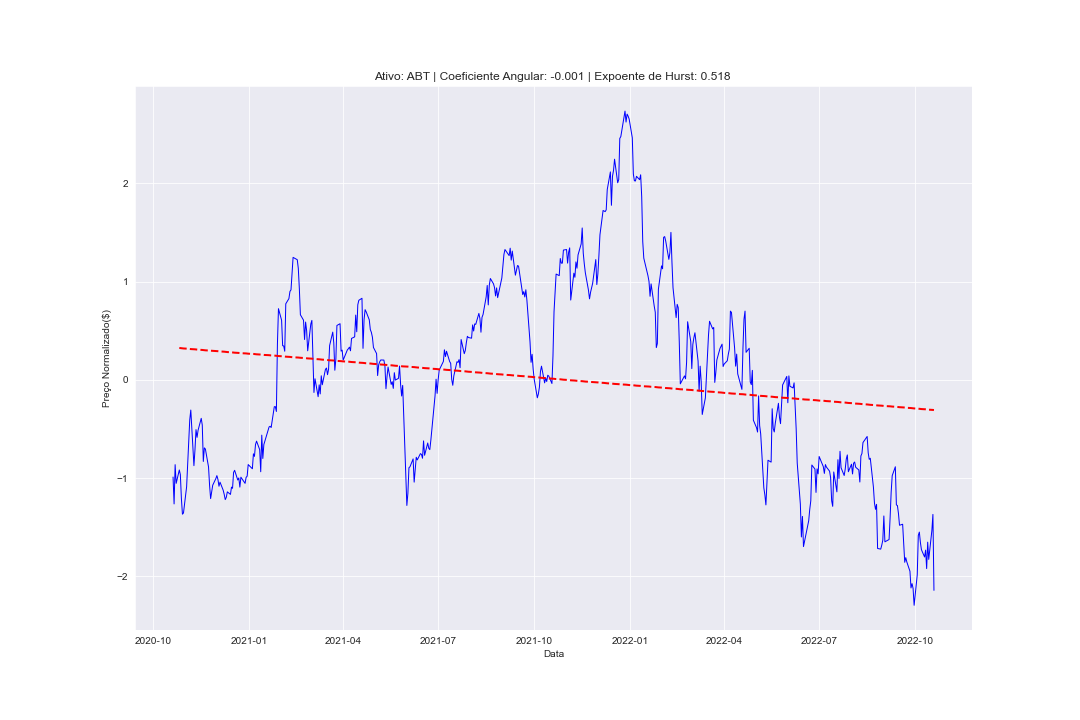 Ativo: ABT | Coeficiente Angular: -0.001 | Expoente de Hurst: 0.518
Preço Normalizado($)
2
1
0
−1
−2
2020-10 2021-01 2021-04 2021-07 2021-10 2022-01 2022-04 2022-07 2022-10
Data